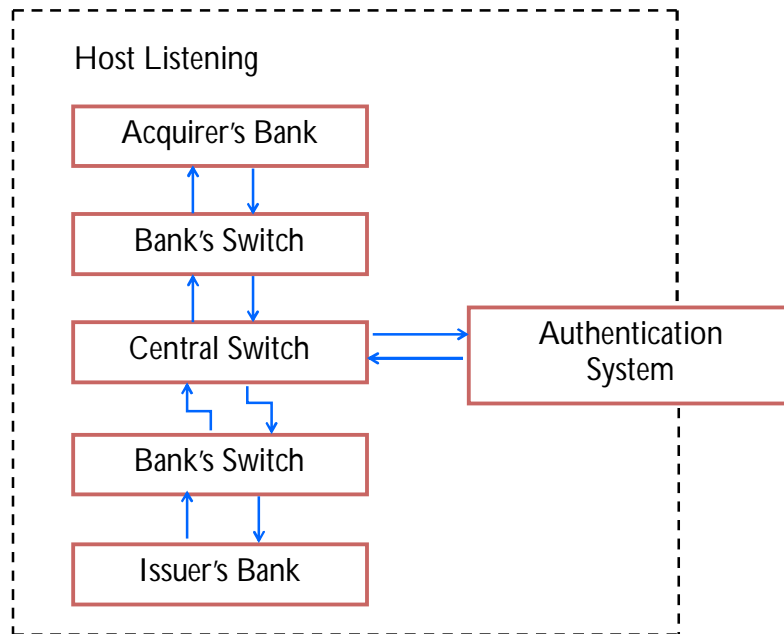 Host Listening
Acquirer's Bank
Bank's Switch
Central Switch
Authentication
System
Bank's Switch
Issuer's Bank